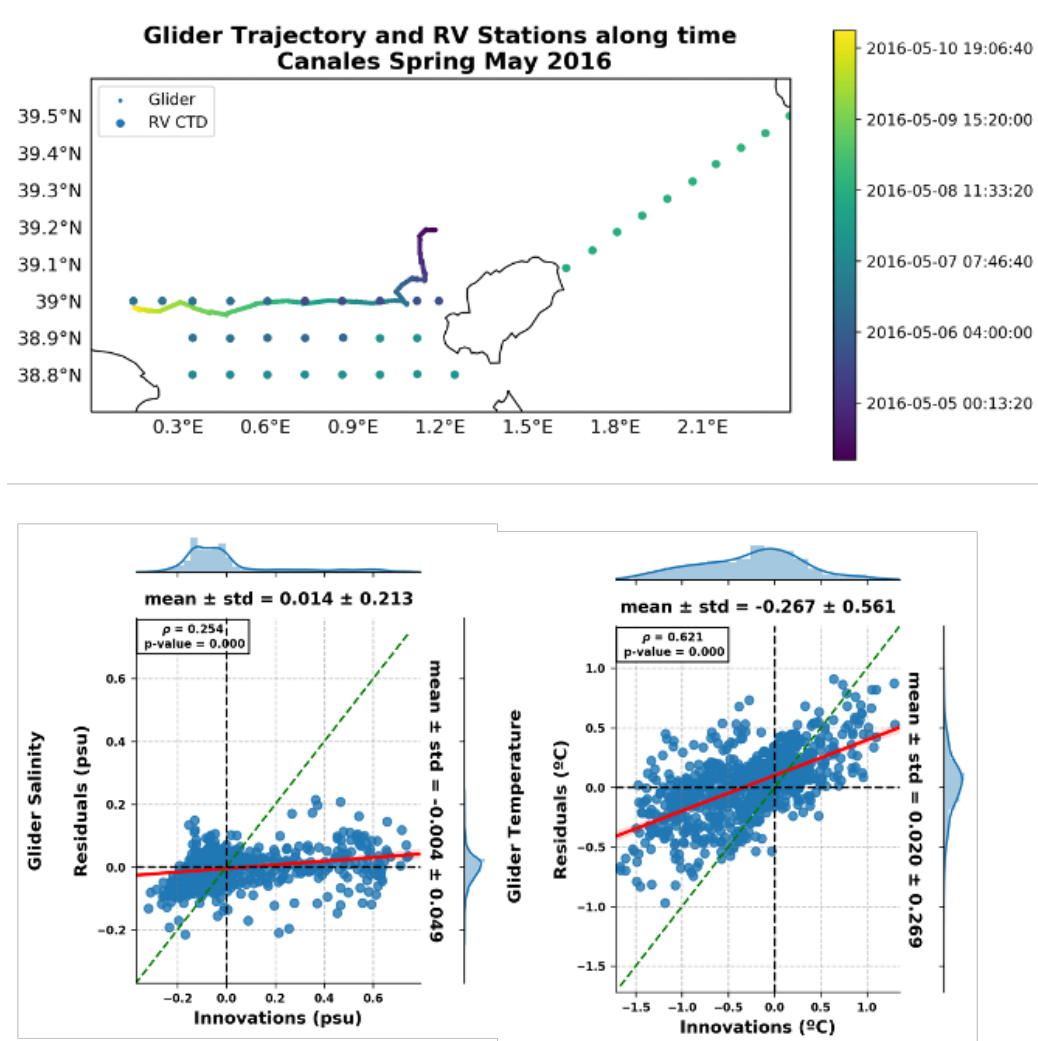 Glider Trajectory and RV Stations along time
Canales Spring May 2016
Glider
RV CTD
39.5°N
39.4°N
39.3°N
39.2°N
39.1°N
39°N
38.9°N
38.8°N
0.3°E 0.6°E 0.9°E 1.2°E 1.5°E 1.8°E 2.1°E
2016-05-10 19:06:40
2016-05-09 15:20:00
2016-05-08 11:33:20
2016-05-07 07:46:40
2016-05-06 04:00:00
2016-05-05 00:13:20
mean ± std = 0.014 ± 0.213
ρ = 0.254
p-value = 0.000
Glider Salinity
Residuals (psu)
0.6
0.4
0.2
0.0
−0.2
−0.2 0.0 0.2 0.4 0.6
Innovations (psu)
mean ± std = -0.004 ± 0.049
mean ± std = -0.267 ± 0.561
ρ = 0.621
p-value = 0.000
Glider Temperature
Residuals (ºC)
1.0
0.5
0.0
−0.5
−1.0
−1.5
−1.5 −1.0 −0.5 0.0 0.5 1.0
Innovations (ºC)
mean ± std = 0.020 ± 0.269